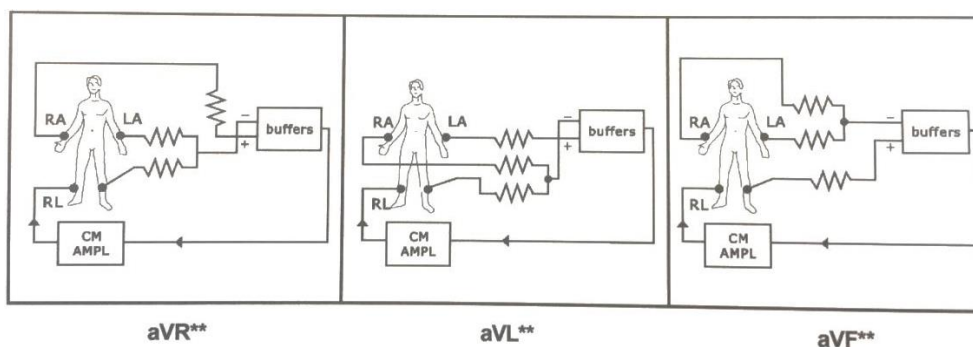 RA LA
−
+
buffers
RL
CM
AMPL
RA LA
−
+
buffers
RL
CM
AMPL
RA LA
−
+
buffers
RL
CM
AMPL
aVR**
aVL**
aVF**